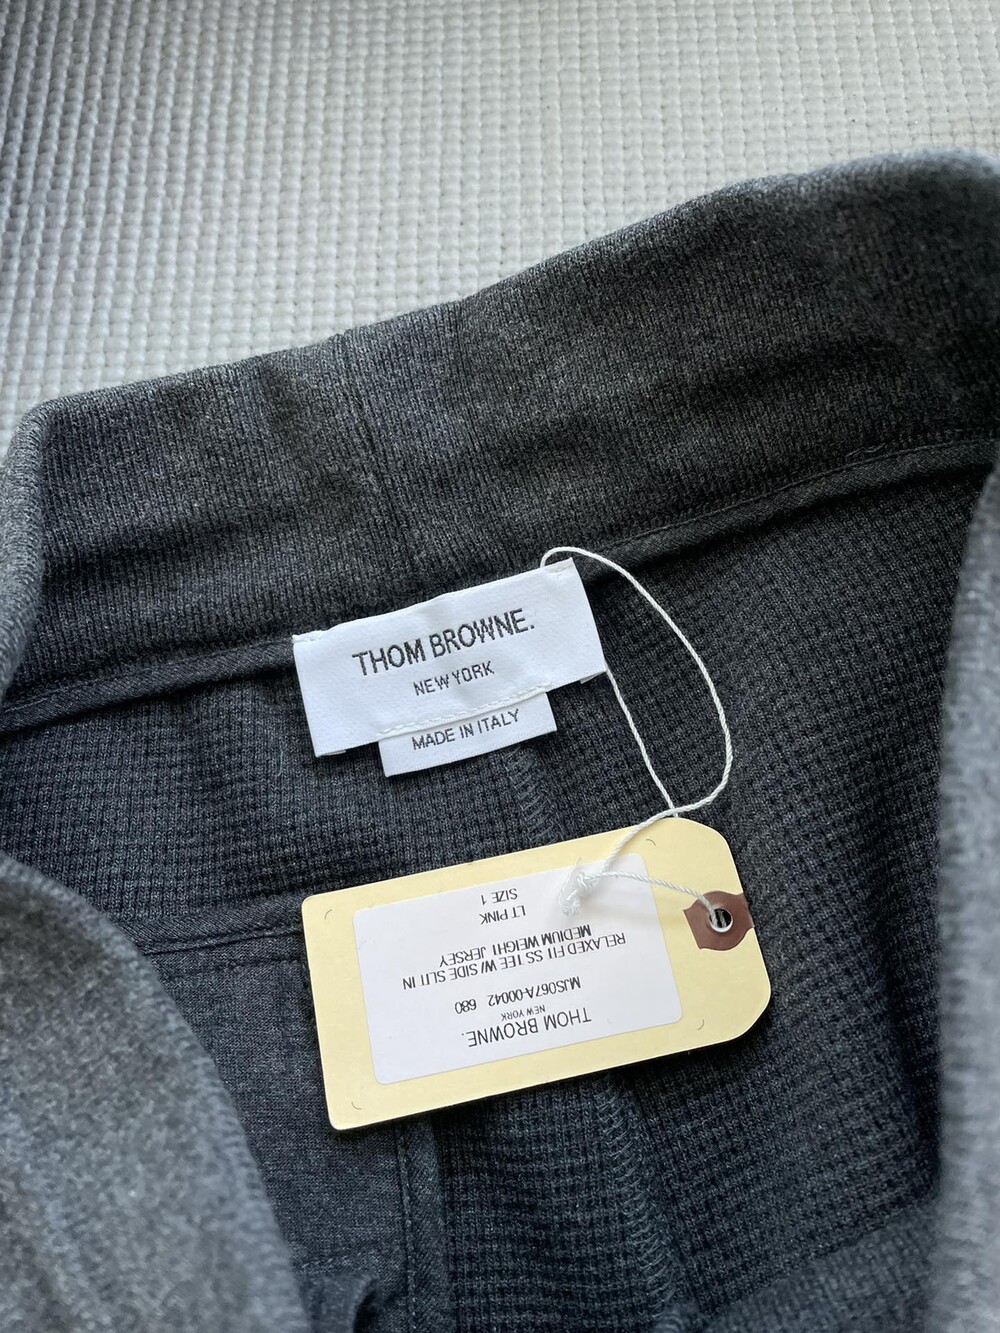 THOM BROWNE.
NEW YORK
MADE IN ITALY
THOM BROWNE.
NEW YORK
MJS067A-00042 680
RELAXED FIT SS TEE W/ SIDE SLIT IN
MEDIUM WEIGHT JERSEY
LT PINK
SIZE 1